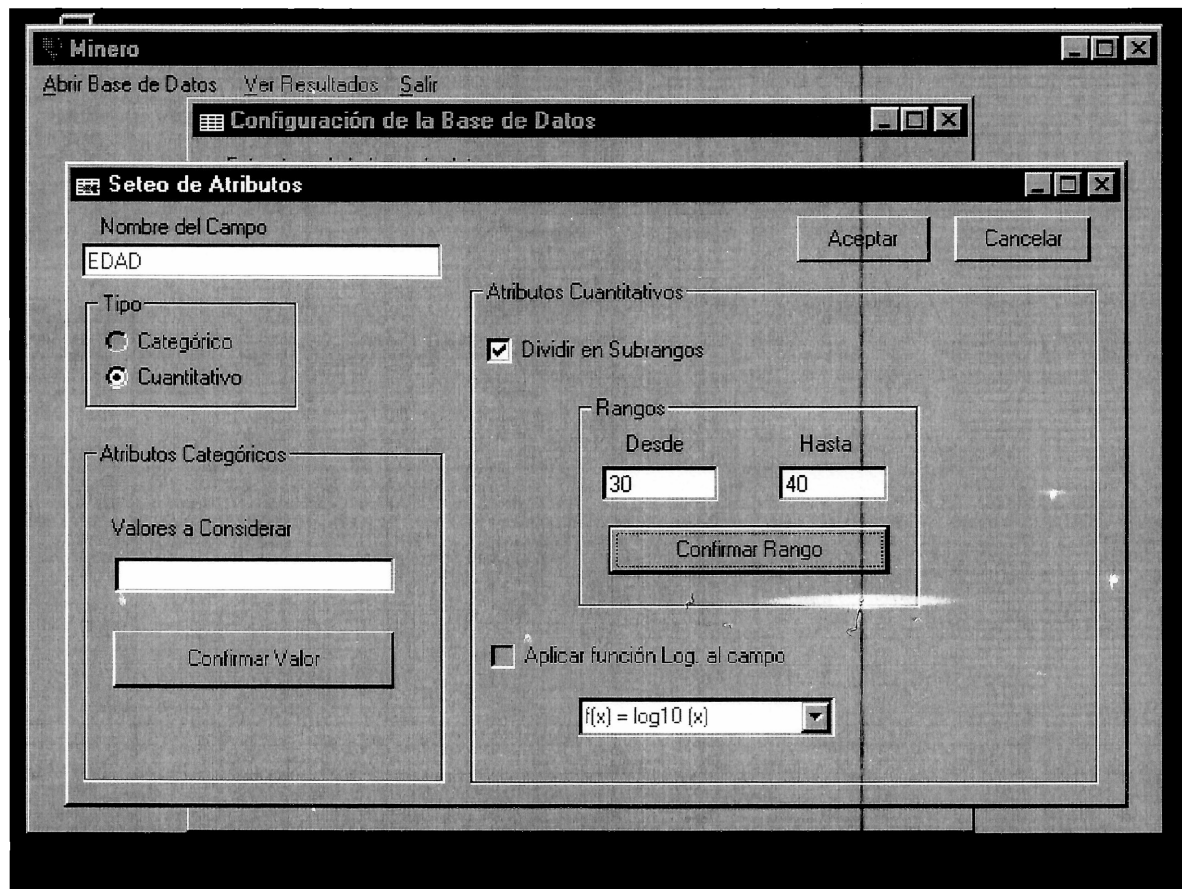 Minero
Abrir Base de Datos Ver Resultados Salir
Configuración de la Base de Datos
Seteo de Atributos
Nombre del Campo
EDAD
Aceptar Cancelar
Tipo
Categórico
Cuantitativo
Atributos Cuantitativos
Dividir en Subrangos
Rangos
Desde Hasta
30 40
Confirmar Rango
Atributos Categóricos
Valores a Considerar
Confirmar Valor
Aplicar función Log. al campo
f(x) = log10 (x)